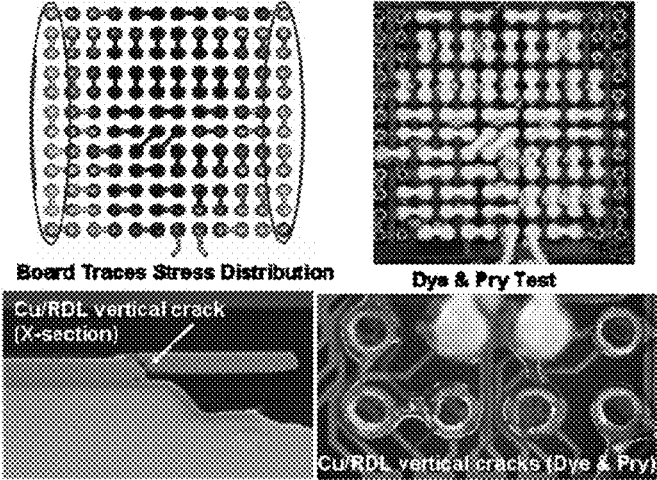 Board Traces Stress Distribution
Dye & Pry Test
Cu/RDL vertical crack
(X-section)
Cu/RDL vertical cracks (Dye & Pry)